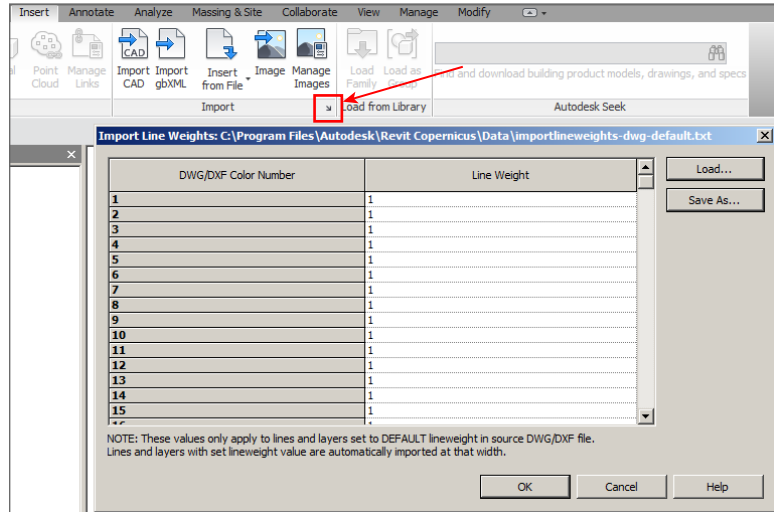 Insert Annotate Analyze Massing & Site Collaborate View Manage Modify
Point Cloud Manage Links Import CAD Import gbXML Insert from File Image Manage Images Load Family Load as Group Find and download building product models, drawings, and specs
Import Load from Library Autodesk Seek
Import Line Weights: C:\Program Files\Autodesk\Revit Copernicus\Data\importlineweights-dwg-default.txt
DWG/DXF Color Number Line Weight Load...
Save As...
1 1
2 1
3 1
4 1
5 1
6 1
7 1
8 1
9 1
10 1
11 1
12 1
13 1
14 1
15 1
NOTE: These values only apply to lines and layers set to DEFAULT lineweight in source DWG/DXF file.
Lines and layers with set lineweight value are automatically imported at that width.
OK Cancel Help